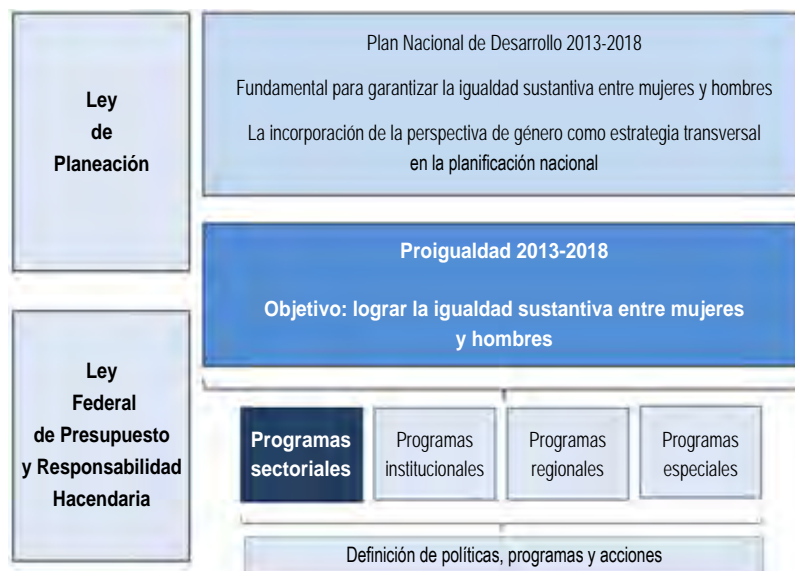 Ley
de
Planeación
Plan Nacional de Desarrollo 2013-2018
Fundamental para garantizar la igualdad sustantiva entre mujeres y hombres
La incorporación de la perspectiva de género como estrategia transversal
en la planificación nacional
Proigualdad 2013-2018
Objetivo: lograr la igualdad sustantiva entre mujeres
y hombres
Ley
Federal
de Presupuesto
y Responsabilidad
Hacendaria
Programas
sectoriales
Programas
institucionales
Programas
regionales
Programas
especiales
Definición de políticas, programas y acciones